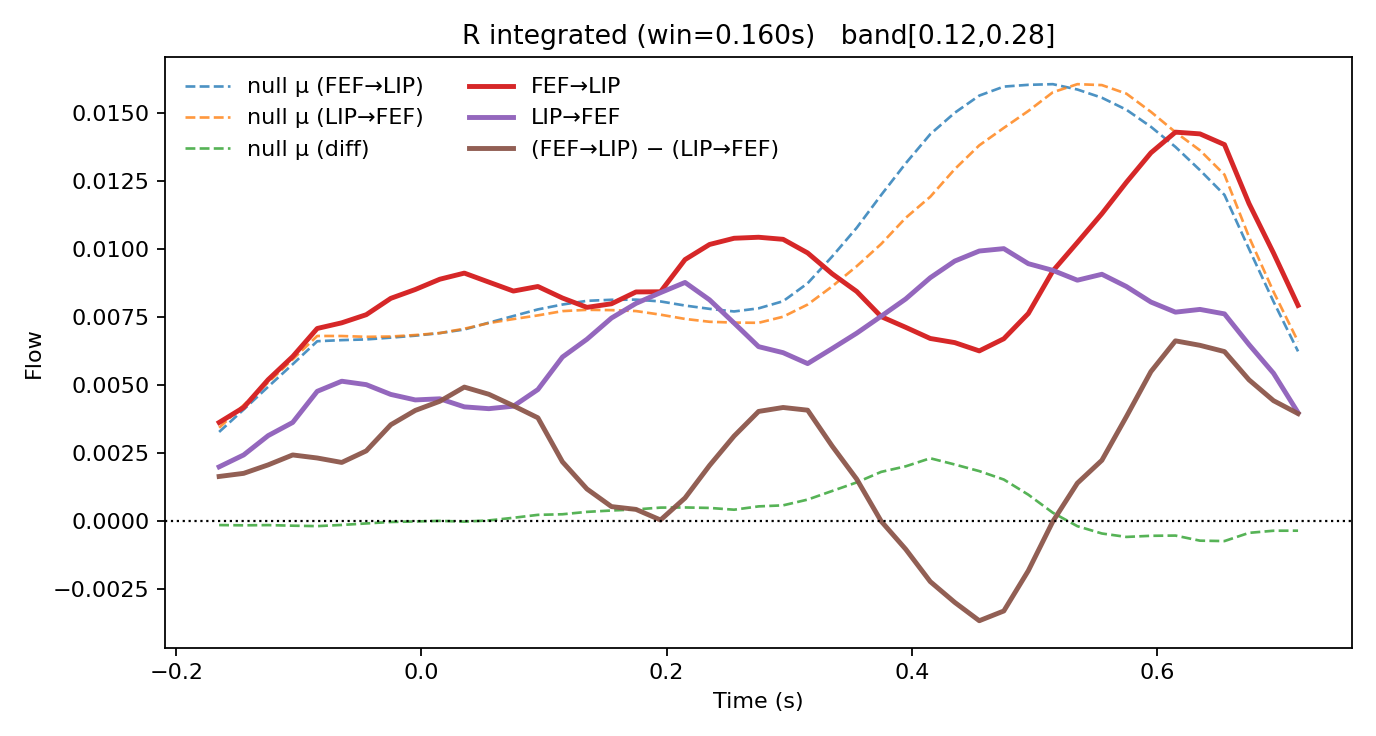 R integrated (win=0.160s)   band[0.12,0.28]
null μ (FEF→LIP)
null μ (LIP→FEF)
null μ (diff)
FEF→LIP
LIP→FEF
(FEF→LIP) − (LIP→FEF)
Flow
0.0150
0.0125
0.0100
0.0075
0.0050
0.0025
0.0000
−0.0025
−0.2 0.0 0.2 0.4 0.6
Time (s)